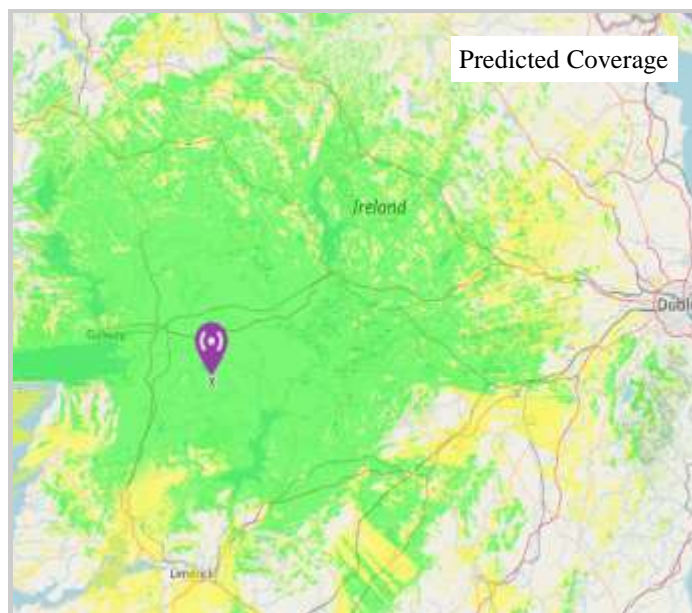 Predicted Coverage
Ireland
Dubl
Galway
X
Limerick